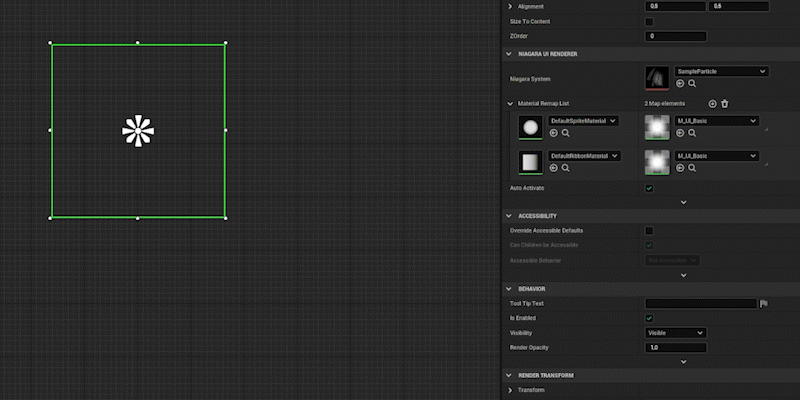 Alignment 0,5 0,5
Size To Content
ZOrder 0
NIAGARA UI RENDERER
Niagara System SampleParticle
Material Remap List 2 Map elements
DefaultSpriteMaterial M_UI_Basic
DefaultRibbonMaterial M_UI_Basic
Auto Activate
ACCESSIBILITY
Override Accessible Defaults
Can Children be Accessible
Accessible Behavior Not Accessible
BEHAVIOR
Tool Tip Text
Is Enabled
Visibility Visible
Render Opacity 1,0
RENDER TRANSFORM
Transform